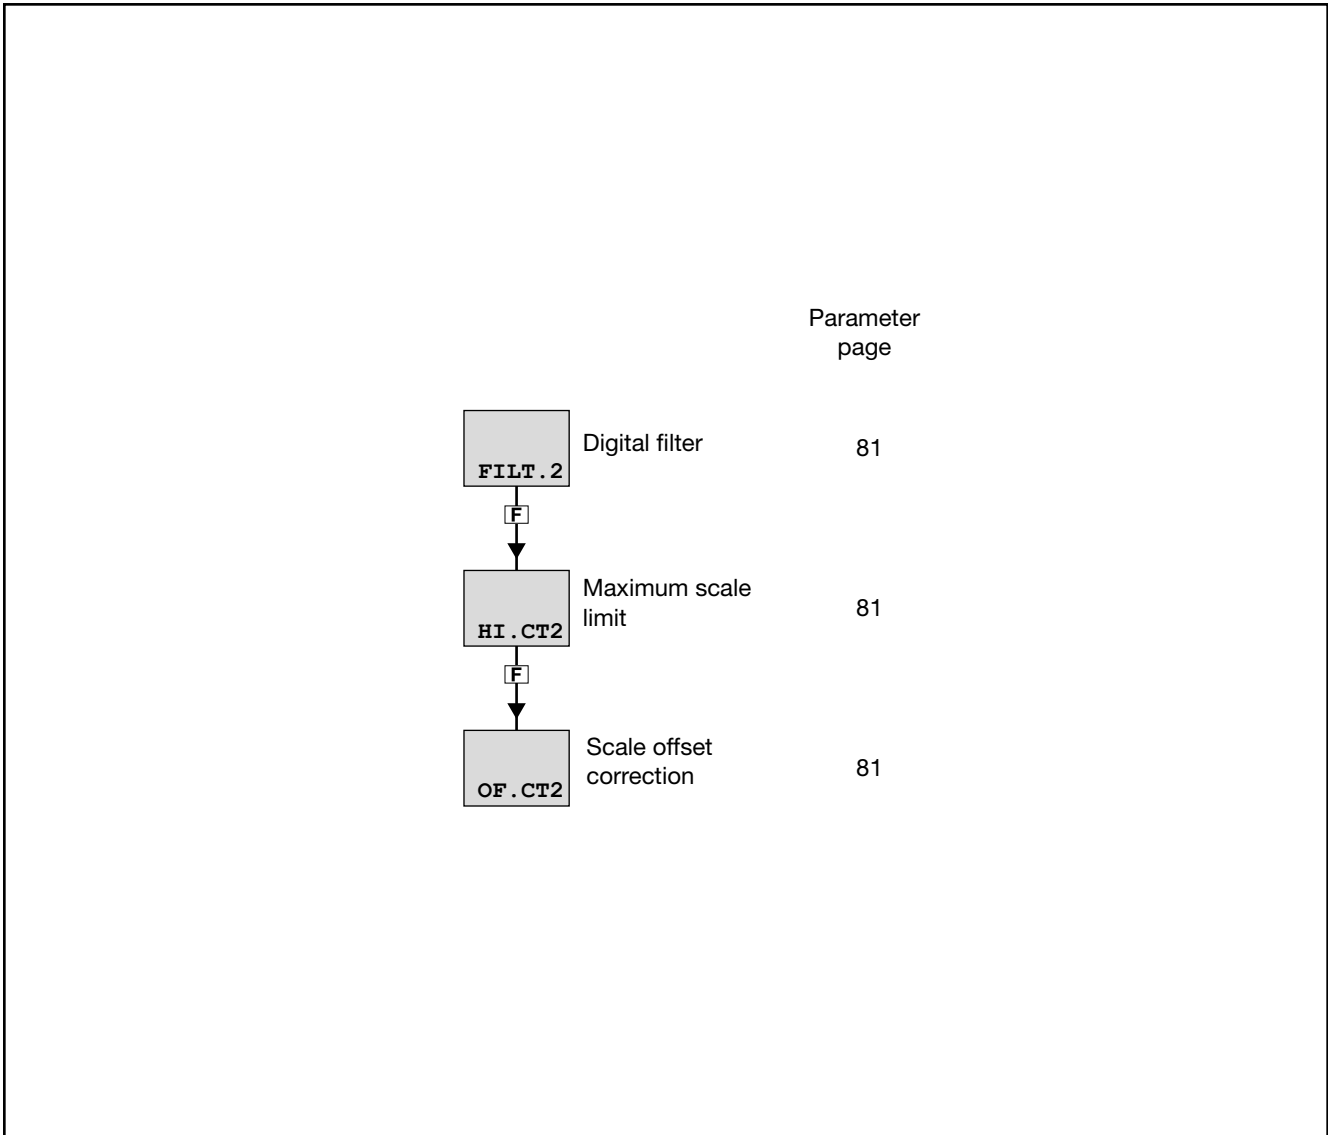 Parameter
page
FILT.2
Digital filter
81
F
HI.CT2
Maximum scale
limit
81
F
OF.CT2
Scale offset
correction
81